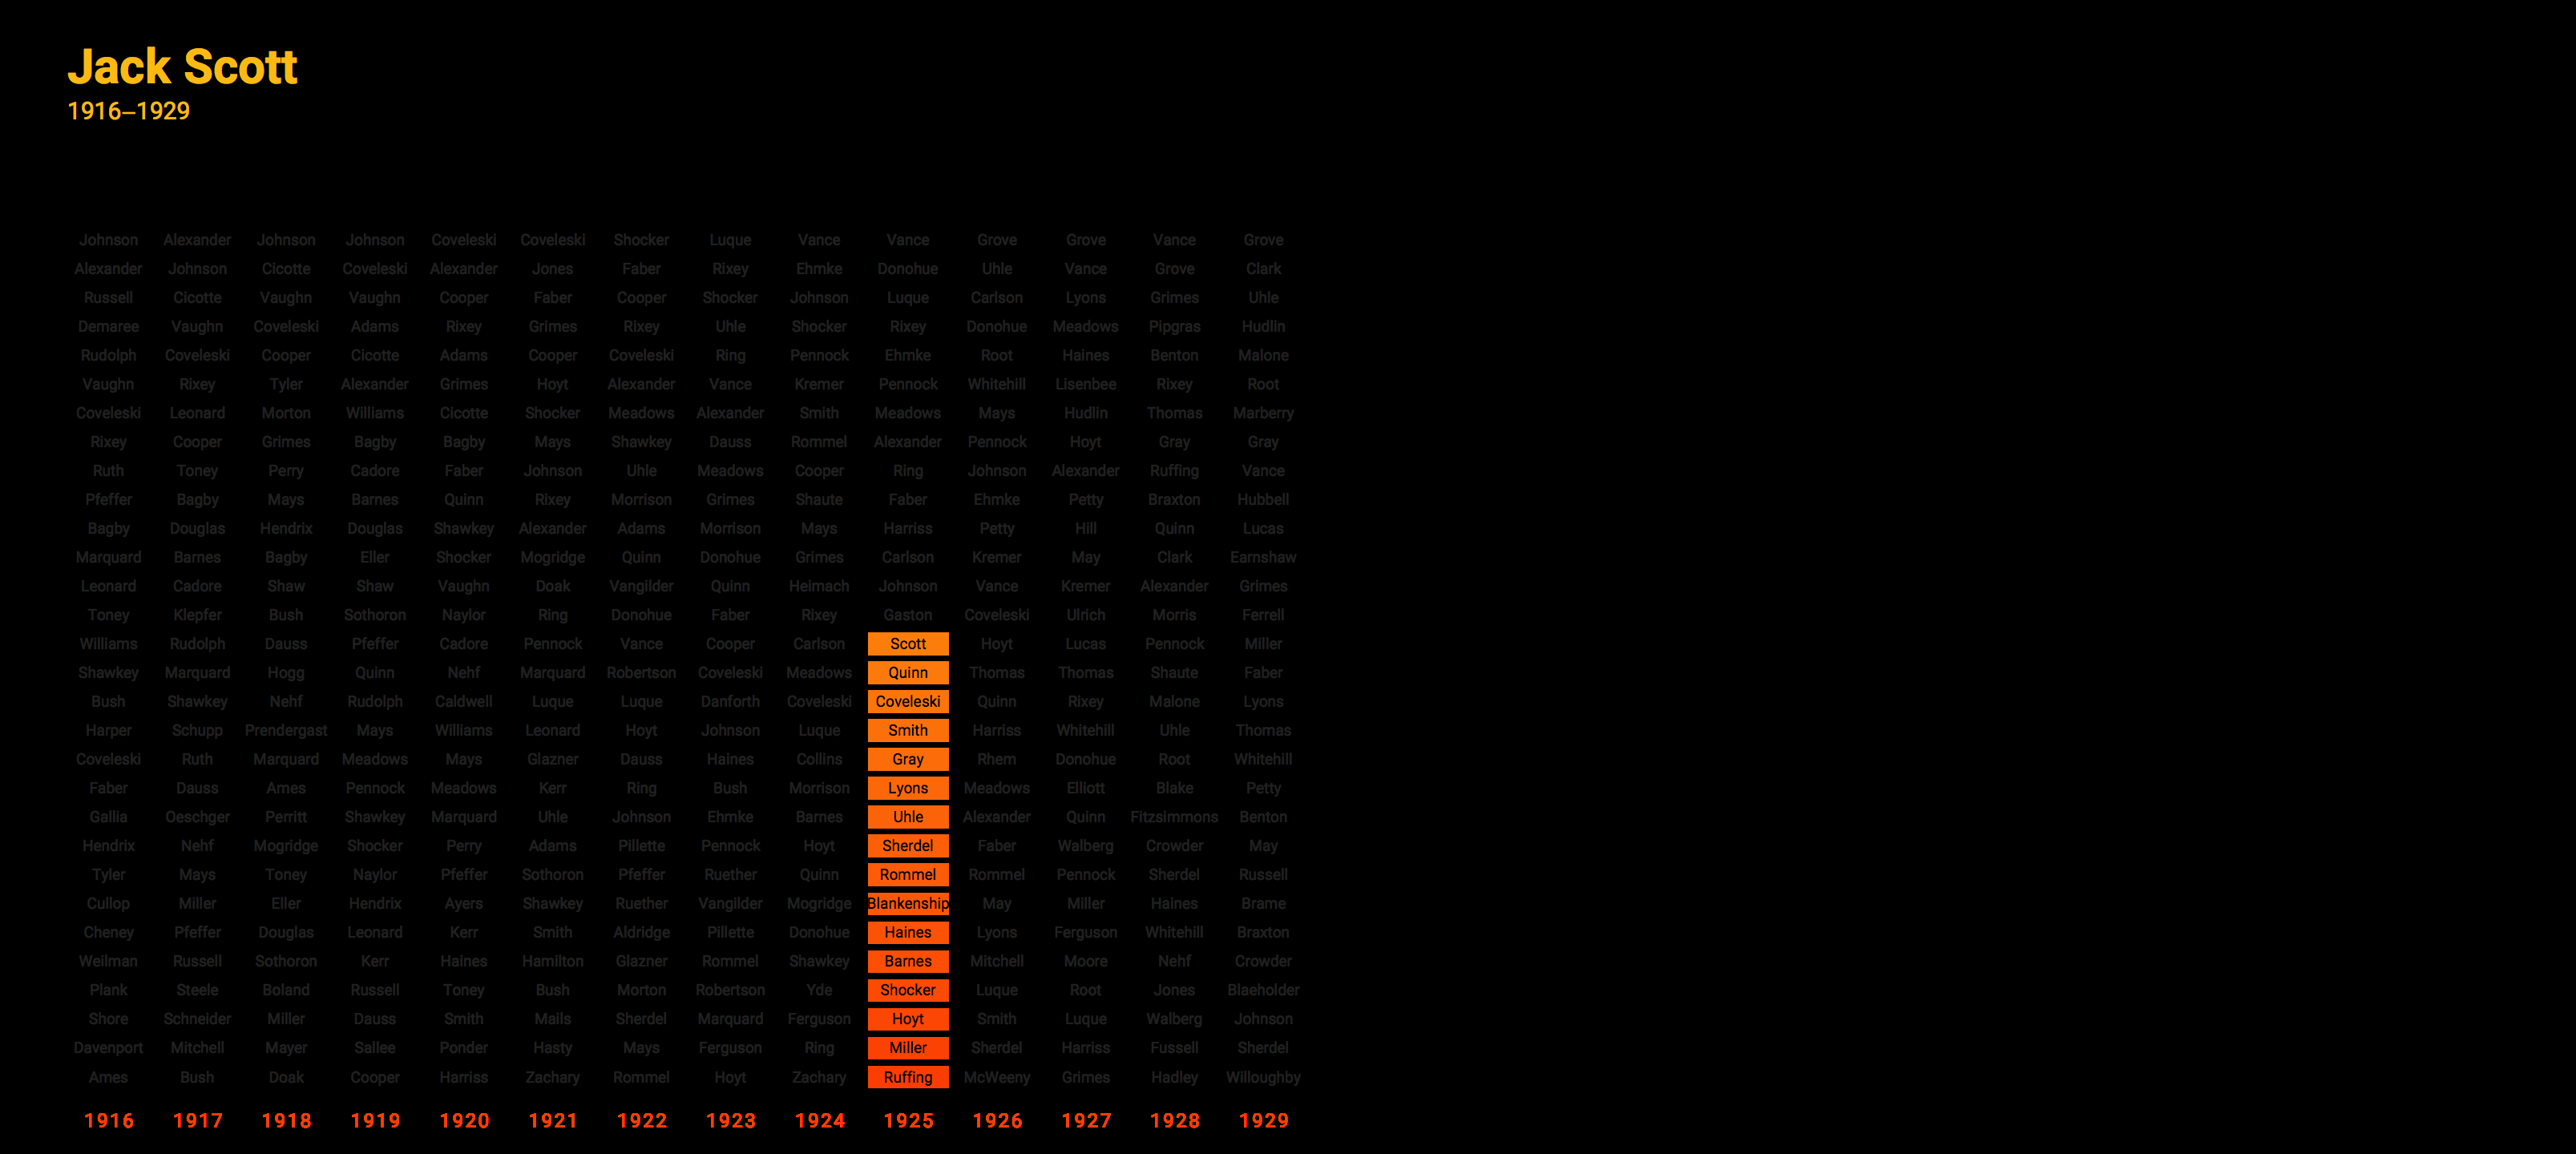 Jack Scott
1916–1929
Johnson Alexander Johnson Johnson Coveleski Coveleski Shocker Luque Vance Vance Grove Grove Vance Grove
Alexander Johnson Cicotte Coveleski Alexander Jones Faber Rixey Ehmke Donohue Uhle Vance Grove Clark
Russell Cicotte Vaughn Vaughn Cooper Faber Cooper Shocker Johnson Luque Carlson Lyons Grimes Uhle
Demaree Vaughn Coveleski Adams Rixey Grimes Rixey Uhle Shocker Rixey Donohue Meadows Pipgras Hudlin
Rudolph Coveleski Cooper Cicotte Adams Cooper Coveleski Ring Pennock Ehmke Root Haines Benton Malone
Vaughn Rixey Tyler Alexander Grimes Hoyt Alexander Vance Kremer Pennock Whitehill Lisenbee Rixey Root
Coveleski Leonard Morton Williams Cicotte Shocker Meadows Alexander Smith Meadows Mays Hudlin Thomas Marberry
Rixey Cooper Grimes Bagby Bagby Mays Shawkey Dauss Rommel Alexander Pennock Hoyt Gray Gray
Ruth Toney Perry Cadore Faber Johnson Uhle Meadows Cooper Ring Johnson Alexander Ruffing Vance
Pfeffer Bagby Mays Barnes Quinn Rixey Morrison Grimes Shaute Faber Ehmke Petty Braxton Hubbell
Bagby Douglas Hendrix Douglas Shawkey Alexander Adams Morrison Mays Harriss Petty Hill Quinn Lucas
Marquard Barnes Bagby Eller Shocker Mogridge Quinn Donohue Grimes Carlson Kremer May Clark Earnshaw
Leonard Cadore Shaw Shaw Vaughn Doak Vangilder Quinn Heimach Johnson Vance Kremer Alexander Grimes
Toney Klepfer Bush Sothoron Naylor Ring Donohue Faber Rixey Gaston Coveleski Ulrich Morris Ferrell
Williams Rudolph Dauss Pfeffer Cadore Pennock Vance Cooper Carlson Scott Hoyt Lucas Pennock Miller
Shawkey Marquard Hogg Quinn Nehf Marquard Robertson Coveleski Meadows Quinn Thomas Thomas Shaute Faber
Bush Shawkey Nehf Rudolph Caldwell Luque Luque Danforth Coveleski Coveleski Quinn Rixey Malone Lyons
Harper Schupp Prendergast Mays Williams Leonard Hoyt Johnson Luque Smith Harriss Whitehill Uhle Thomas
Coveleski Ruth Marquard Meadows Mays Glazner Dauss Haines Collins Gray Rhem Donohue Root Whitehill
Faber Dauss Ames Pennock Meadows Kerr Ring Bush Morrison Lyons Meadows Elliott Blake Petty
Gallia Oeschger Perritt Shawkey Marquard Uhle Johnson Ehmke Barnes Uhle Alexander Quinn Fitzsimmons Benton
Hendrix Nehf Mogridge Shocker Perry Adams Pillette Pennock Hoyt Sherdel Faber Walberg Crowder May
Tyler Mays Toney Naylor Pfeffer Sothoron Pfeffer Ruether Quinn Rommel Rommel Pennock Sherdel Russell
Cullop Miller Eller Hendrix Ayers Shawkey Ruether Vangilder Mogridge Blankenship May Miller Haines Brame
Cheney Pfeffer Douglas Leonard Kerr Smith Aldridge Pillette Donohue Haines Lyons Ferguson Whitehill Braxton
Weilman Russell Sothoron Kerr Haines Hamilton Glazner Rommel Shawkey Barnes Mitchell Moore Nehf Crowder
Plank Steele Boland Russell Toney Bush Morton Robertson Yde Shocker Luque Root Jones Blaeholder
Shore Schneider Miller Dauss Smith Mails Sherdel Marquard Ferguson Hoyt Smith Luque Walberg Johnson
Davenport Mitchell Mayer Sallee Ponder Hasty Mays Ferguson Ring Miller Sherdel Harriss Fussell Sherdel
Ames Bush Doak Cooper Harriss Zachary Rommel Hoyt Zachary Ruffing McWeeny Grimes Hadley Willoughby
1916 1917 1918 1919 1920 1921 1922 1923 1924 1925 1926 1927 1928 1929